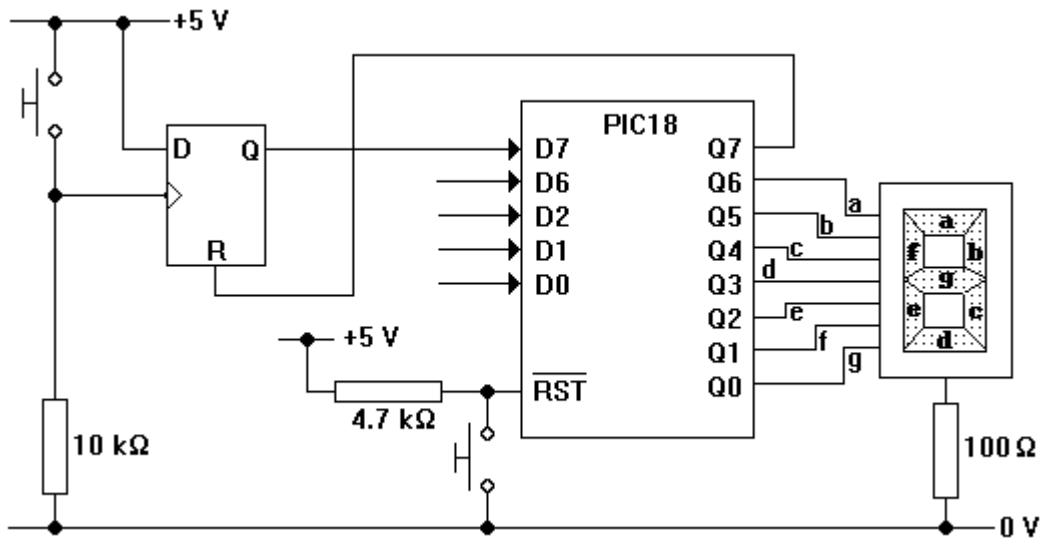 +5 V
PIC18
D Q
R
D7
D6
D2
D1
D0
RST
Q7
Q6
Q5
Q4
Q3
Q2
Q1
Q0
a
b
c
d
e
f
g
a
f b
g
e c
d
+5 V
4.7 kΩ
10 kΩ
100 Ω
0 V